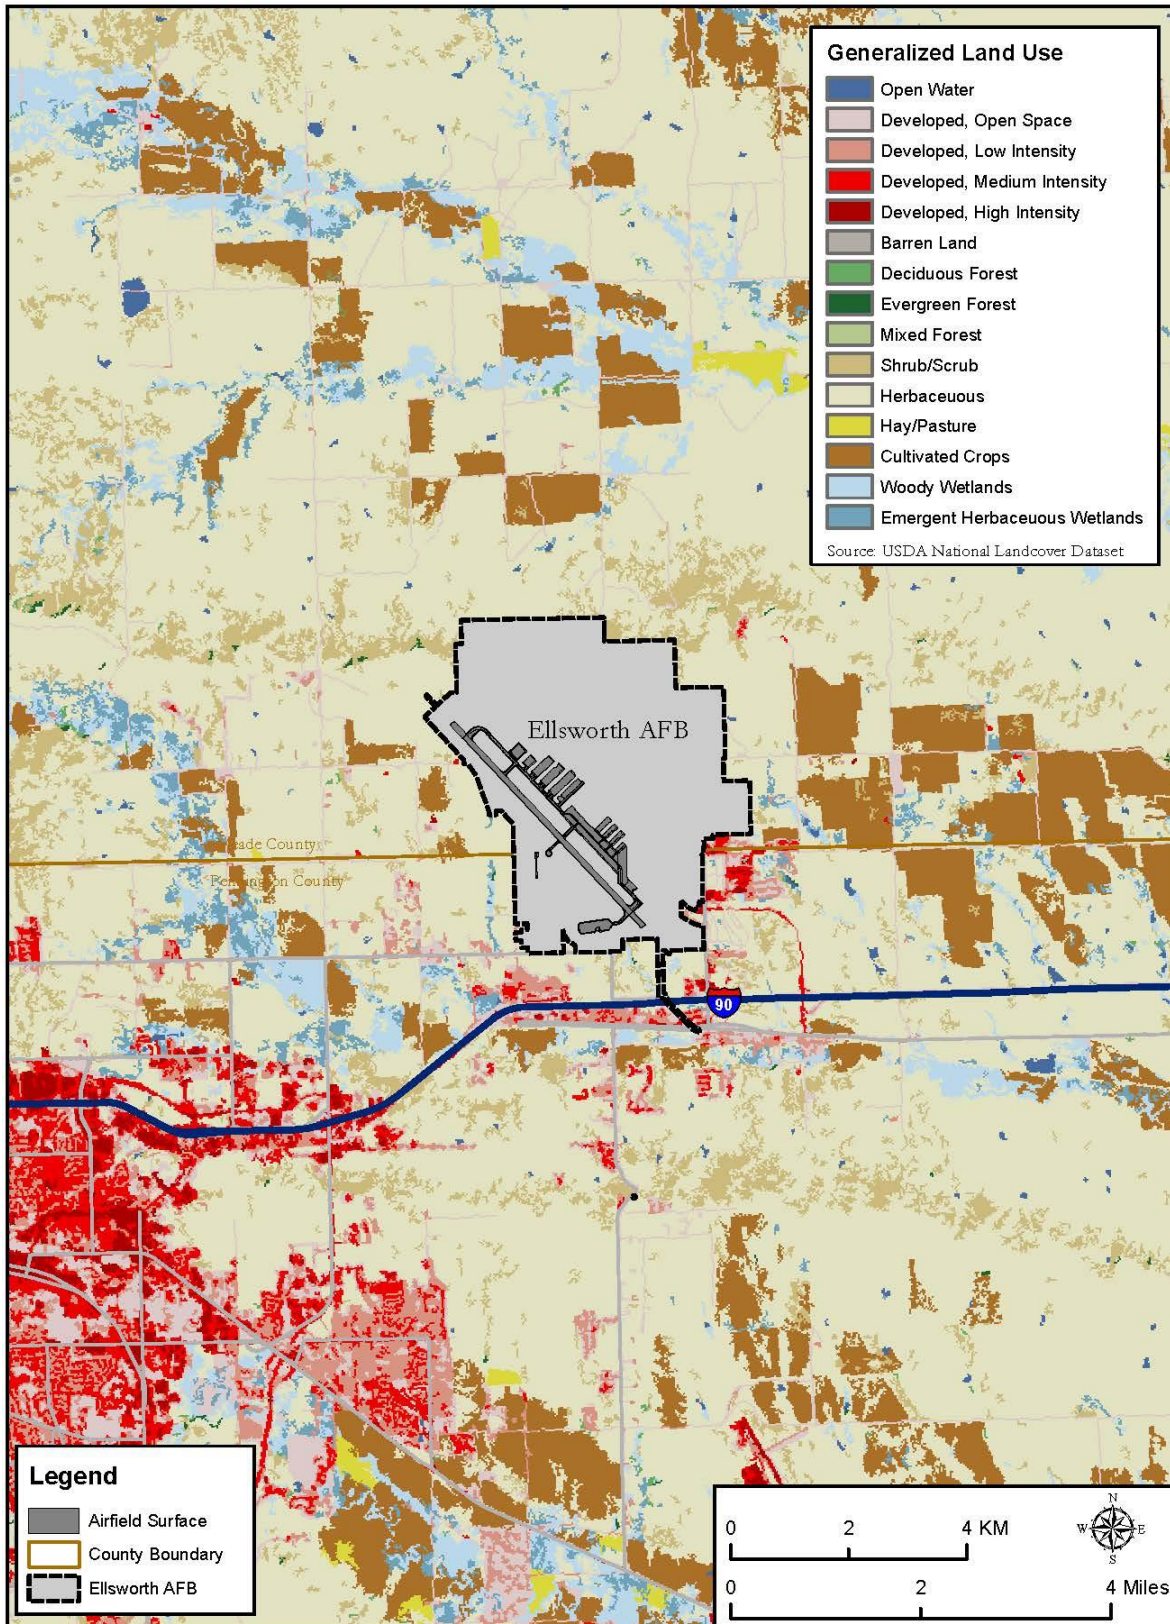 Generalized Land Use
Open Water
Developed, Open Space
Developed, Low Intensity
Developed, Medium Intensity
Developed, High Intensity
Barren Land
Deciduous Forest
Evergreen Forest
Mixed Forest
Shrub/Scrub
Herbaceuous
Hay/Pasture
Cultivated Crops
Woody Wetlands
Emergent Herbaceuous Wetlands
Source: USDA National Landcover Dataset
Ellsworth AFB
County
County
90
Legend
Airfield Surface
County Boundary
Ellsworth AFB
0 2 4 KM
0 2 4 Miles
N
W E
S